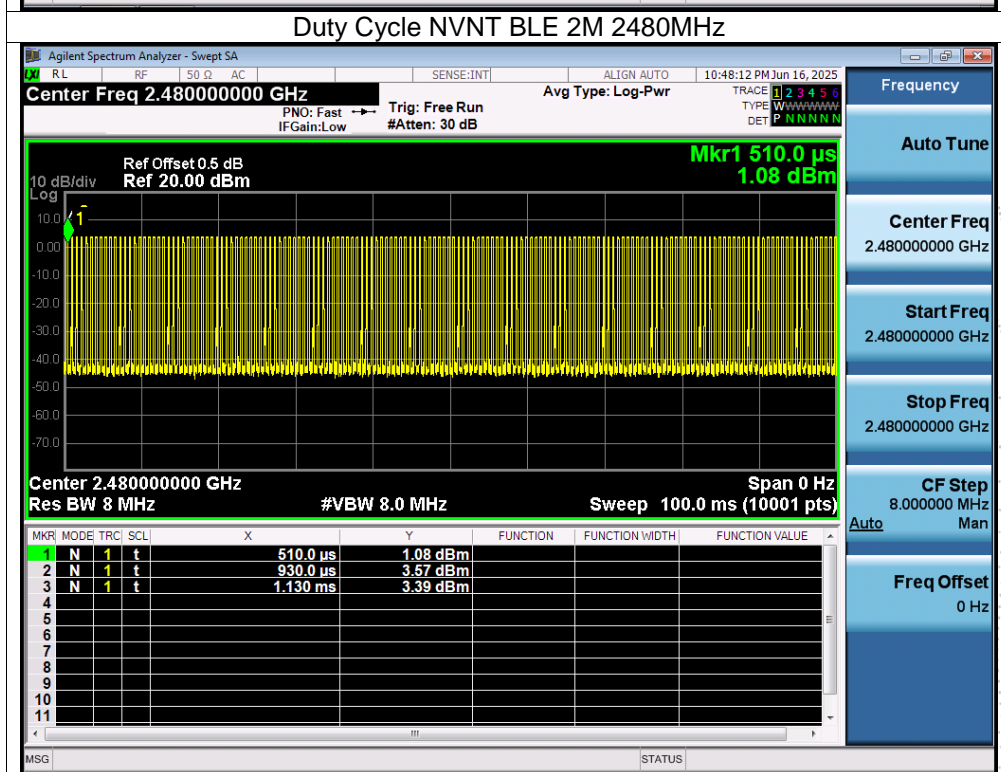 Duty Cycle NVNT BLE 2M 2480MHz
Agilent Spectrum Analyzer - Swept SA
LXI RL RF 50 Ω AC SENSE:INT ALIGN AUTO 10:48:12 PM Jun 16, 2025
Center Freq 2.480000000 GHz
PNO: Fast
IFGain:Low
Trig: Free Run
#Atten: 30 dB
Avg Type: Log-Pwr
TRACE 1 2 3 4 5 6
TYPE WWWWWW
DET P N N N N N
Ref Offset 0.5 dB
10 dB/div Ref 20.00 dBm
Log
Mkr1 510.0 µs
1.08 dBm
1
10.0
0.00
-10.0
-20.0
-30.0
-40.0
-50.0
-60.0
-70.0
Center 2.480000000 GHz Span 0 Hz
Res BW 8 MHz #VBW 8.0 MHz Sweep 100.0 ms (10001 pts)
MKR MODE TRC SCL X Y FUNCTION FUNCTION WIDTH FUNCTION VALUE
1 N 1 t 510.0 µs 1.08 dBm
2 N 1 t 930.0 µs 3.57 dBm
3 N 1 t 1.130 ms 3.39 dBm
4
5
6
7
8
9
10
11
MSG STATUS
Frequency
Auto Tune
Center Freq
2.480000000 GHz
Start Freq
2.480000000 GHz
Stop Freq
2.480000000 GHz
CF Step
8.000000 MHz
Auto Man
Freq Offset
0 Hz